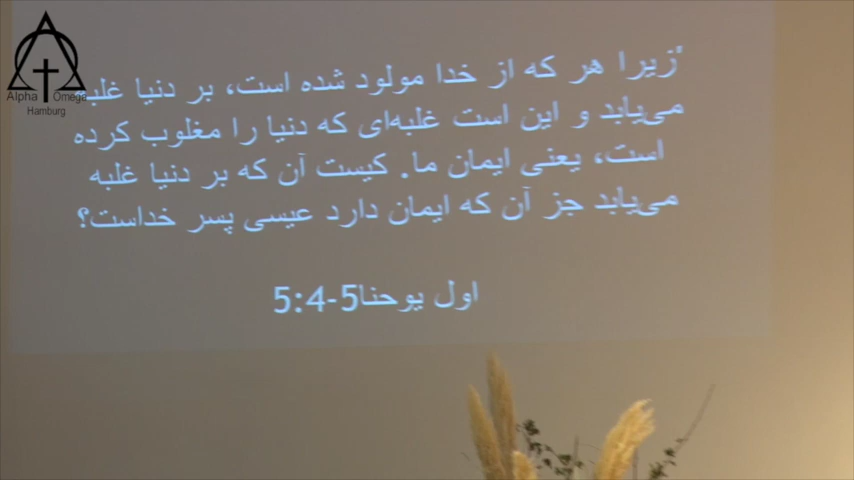 "زیرا هر که از خدا مولود شده است، بر دنیا غلبه
می‌یابد و این است غلبه‌ای که دنیا را مغلوب کرده
است، یعنی ایمان ما. کیست آن که بر دنیا غلبه
می‌یابد جز آن که ایمان دارد عیسی پسر خداست؟
اول یوحنا5:4-5
Alpha Omega
Hamburg